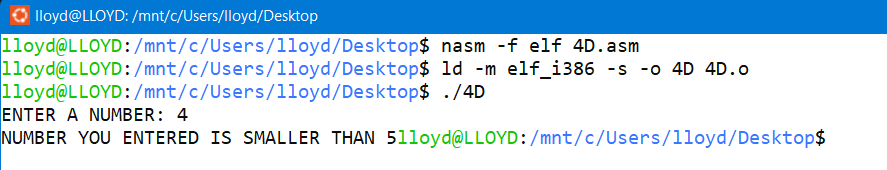 lloyd@LLOYD: /mnt/c/Users/lloyd/Desktop
lloyd@LLOYD:/mnt/c/Users/lloyd/Desktop$ nasm -f elf 4D.asm
lloyd@LLOYD:/mnt/c/Users/lloyd/Desktop$ ld -m elf_i386 -s -o 4D 4D.o
lloyd@LLOYD:/mnt/c/Users/lloyd/Desktop$ ./4D
ENTER A NUMBER: 4
NUMBER YOU ENTERED IS SMALLER THAN 5lloyd@LLOYD:/mnt/c/Users/lloyd/Desktop$